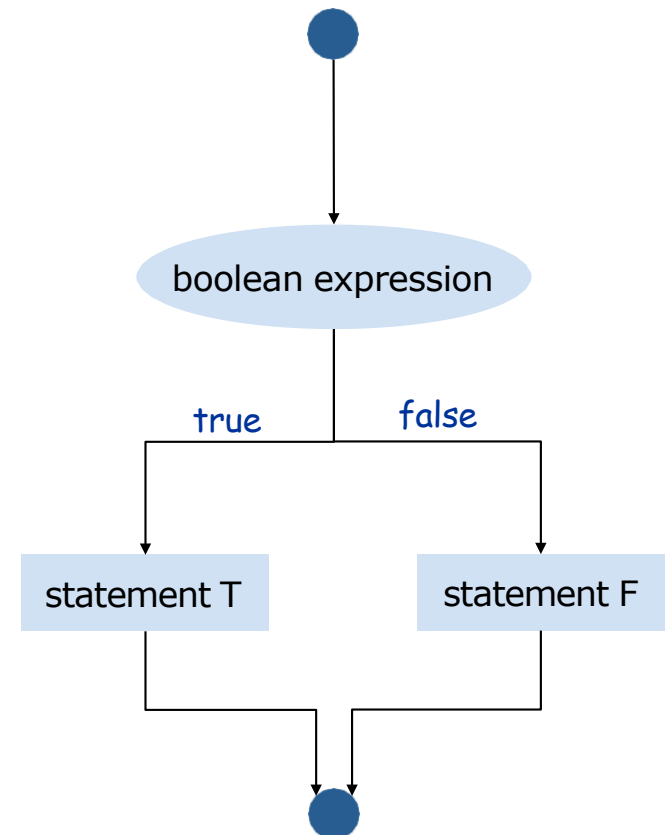 boolean expression
true
false
statement T
statement F